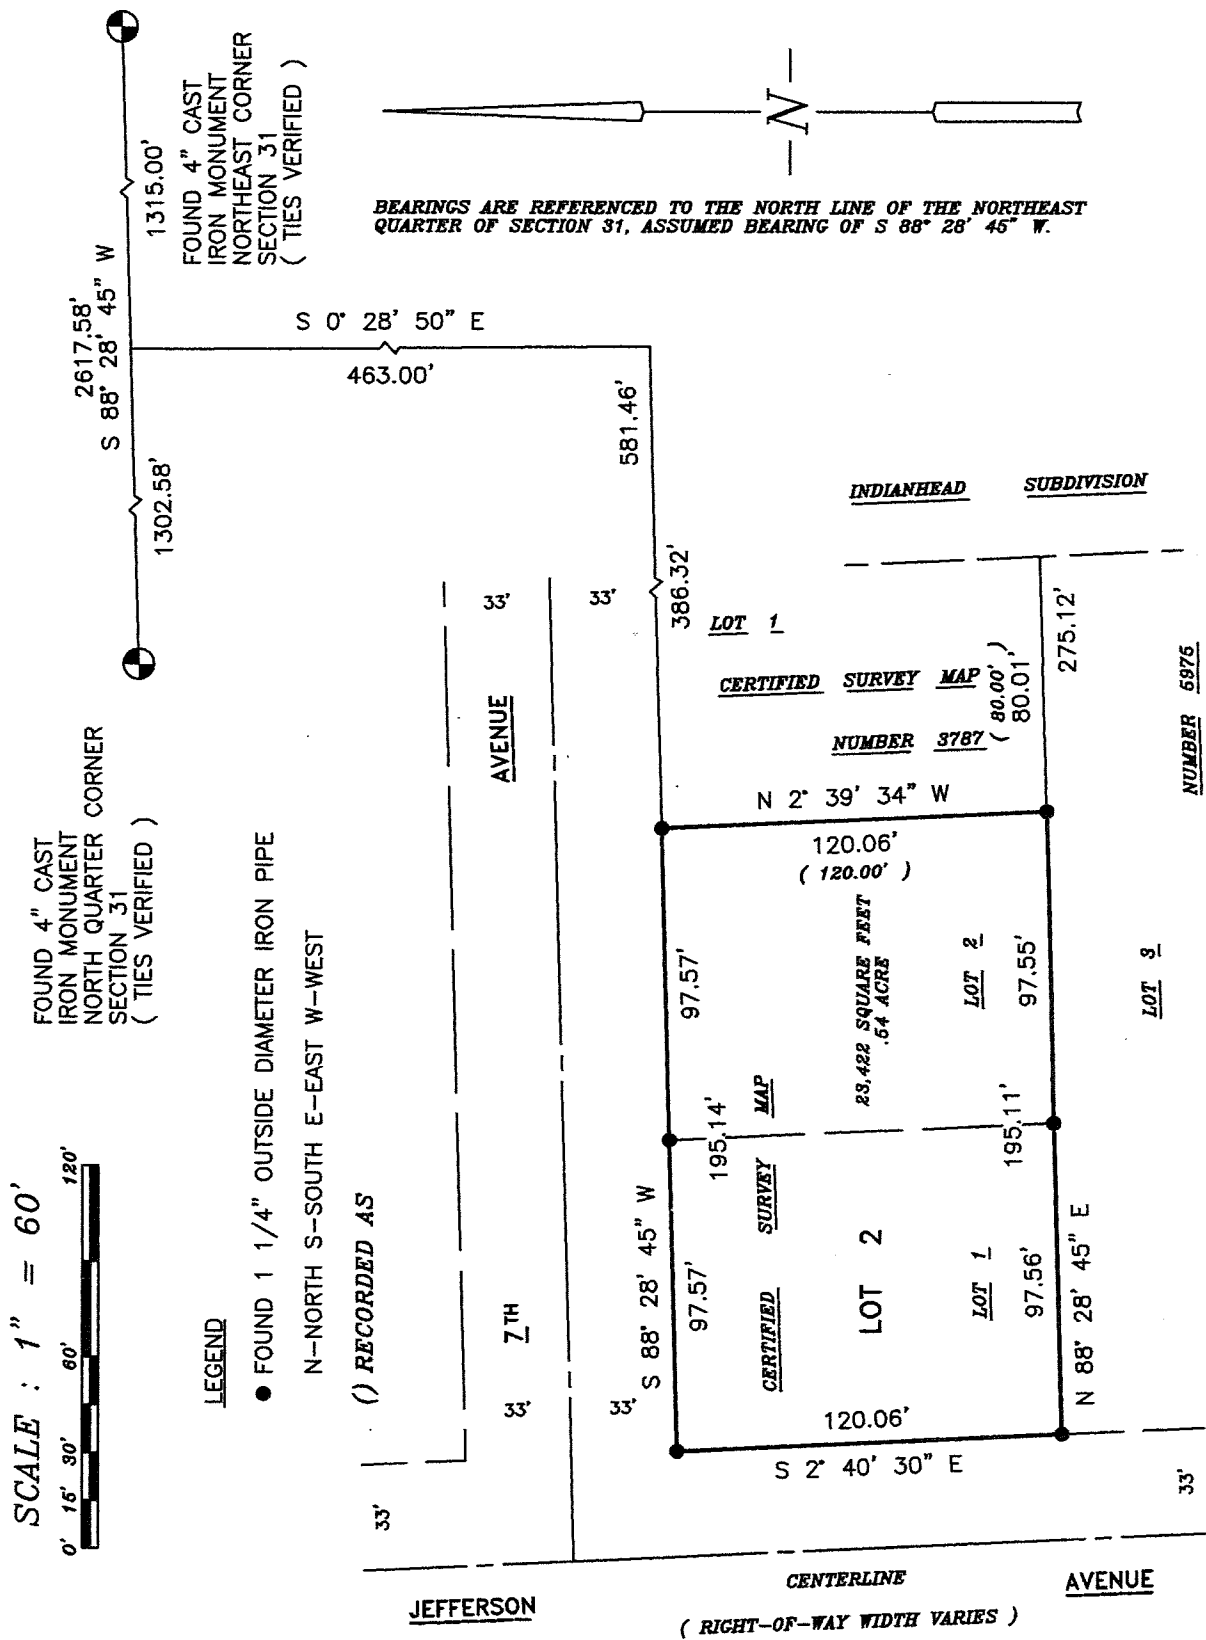 FOUND 4" CAST
IRON MONUMENT
NORTHEAST CORNER
SECTION 31
( TIES VERIFIED )
1315.00'
2617.58'
S 88° 28' 45" W
1302.58'
FOUND 4" CAST
IRON MONUMENT
NORTH QUARTER CORNER
SECTION 31
( TIES VERIFIED )
N
BEARINGS ARE REFERENCED TO THE NORTH LINE OF THE NORTHEAST
QUARTER OF SECTION 31, ASSUMED BEARING OF S 88° 28' 45" W.
S 0° 28' 50" E
463.00'
581.46'
386.32'
INDIANHEAD SUBDIVISION
LOT 1
CERTIFIED SURVEY MAP
NUMBER 3787
( 80.00' )
80.01'
275.12'
NUMBER 5975
LOT 3
33'
33'
AVENUE
7TH
33'
33'
N 2° 39' 34" W
120.06'
( 120.00' )
97.57'
23,422 SQUARE FEET
.54 ACRE
LOT 2
97.55'
195.14'
195.11'
CERTIFIED SURVEY MAP
S 88° 28' 45" W
97.57'
LOT 2
LOT 1
97.56'
N 88° 28' 45" E
120.06'
S 2° 40' 30" E
33'
33'
JEFFERSON AVENUE
CENTERLINE
( RIGHT-OF-WAY WIDTH VARIES )
SCALE : 1" = 60'
0' 15' 30' 60' 120'
LEGEND
● FOUND 1 1/4" OUTSIDE DIAMETER IRON PIPE
N-NORTH S-SOUTH E-EAST W-WEST
() RECORDED AS